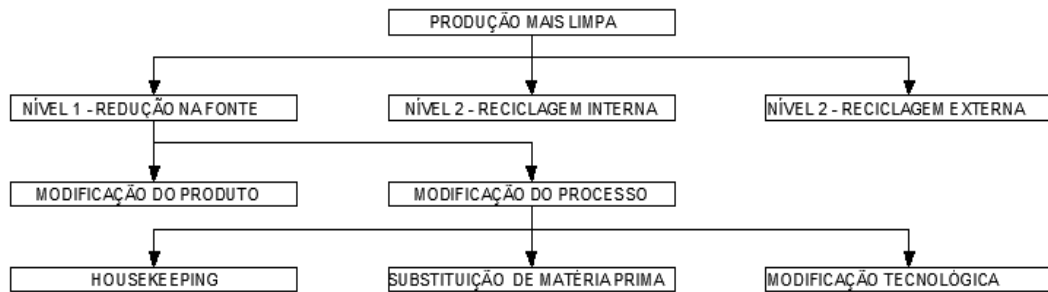 PRODUÇÃO MAIS LIMPA
NÍVEL 1 - REDUÇÃO NA FONTE
NÍVEL 2 - RECICLAGEM INTERNA
NÍVEL 2 - RECICLAGEM EXTERNA
MODIFICAÇÃO DO PRODUTO
MODIFICAÇÃO DO PROCESSO
HOUSEKEEPING
SUBSTITUIÇÃO DE MATÉRIA PRIMA
MODIFICAÇÃO TECNOLÓGICA